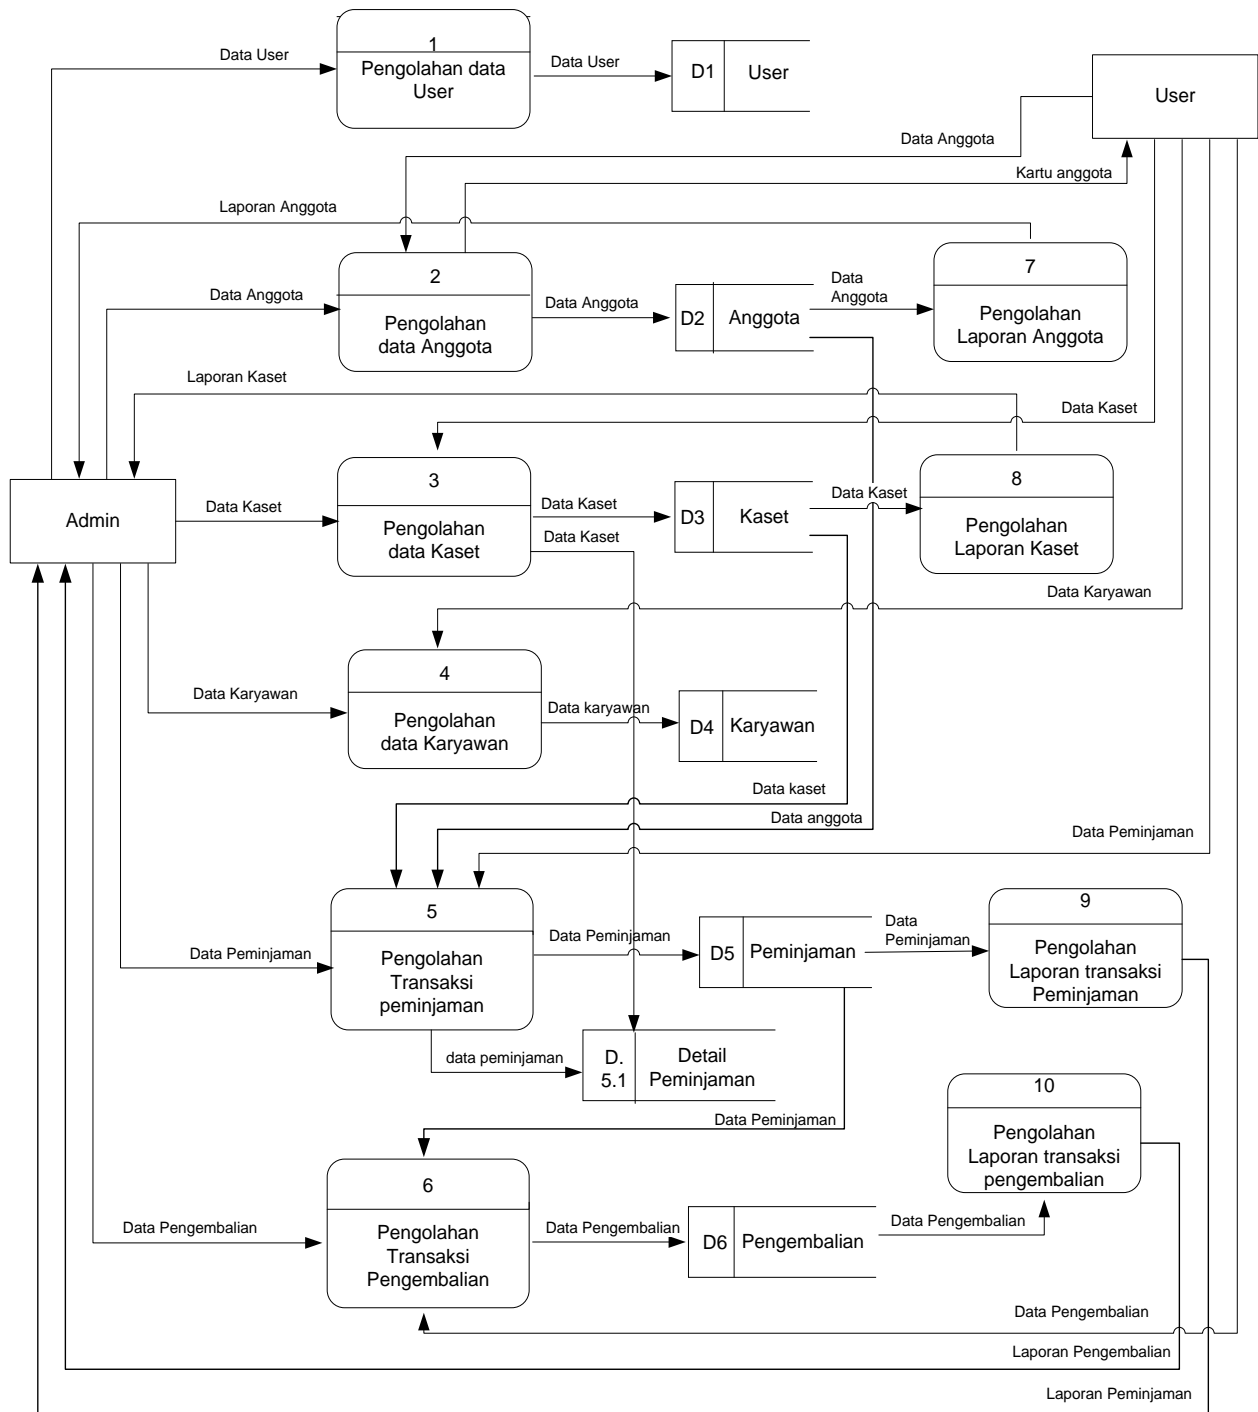 1
Data User
Pengolahan data
User
Data User
D1
User
User
Data Anggota
Kartu anggota
Laporan Anggota
2
Data Anggota
Pengolahan
data Anggota
Data Anggota
D2
Anggota
Data
Anggota
7
Pengolahan
Laporan Anggota
Laporan Kaset
Data Kaset
Admin
Data Kaset
3
Pengolahan
data Kaset
Data Kaset
Data Kaset
D3
Kaset
Data Kaset
8
Pengolahan
Laporan Kaset
Data Karyawan
Data Karyawan
4
Pengolahan
data Karyawan
Data karyawan
D4
Karyawan
Data kaset
Data anggota
Data Peminjaman
Data Peminjaman
5
Pengolahan
Transaksi
peminjaman
Data Peminjaman
D5
Peminjaman
Data
Peminjaman
9
Pengolahan
Laporan transaksi
Peminjaman
data peminjaman
D.
5.1
Detail
Peminjaman
Data Peminjaman
10
Pengolahan
Laporan transaksi
pengembalian
Data Pengembalian
6
Pengolahan
Transaksi
Pengembalian
Data Pengembalian
D6
Pengembalian
Data Pengembalian
Data Pengembalian
Laporan Pengembalian
Laporan Peminjaman